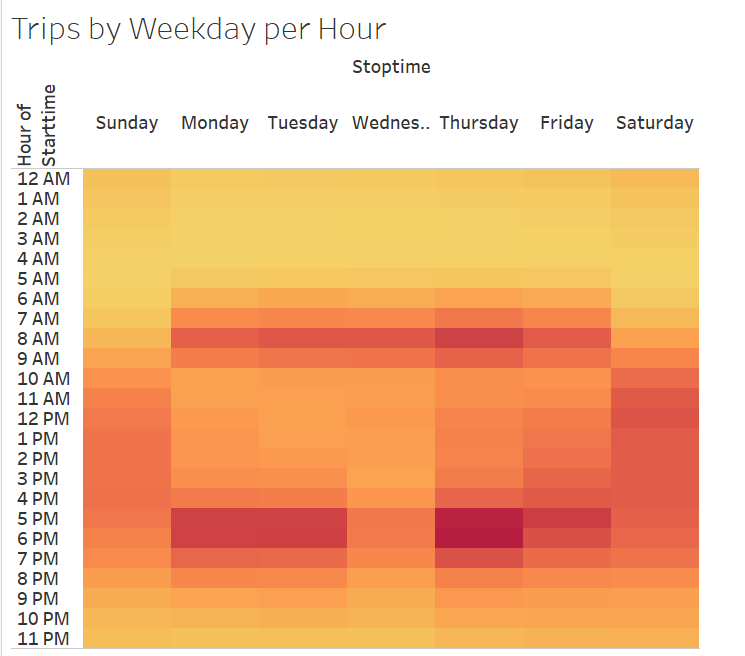 Trips by Weekday per Hour
Stoptime
Hour of
Starttime
Sunday Monday Tuesday Wednes.. Thursday Friday Saturday
12 AM
1 AM
2 AM
3 AM
4 AM
5 AM
6 AM
7 AM
8 AM
9 AM
10 AM
11 AM
12 PM
1 PM
2 PM
3 PM
4 PM
5 PM
6 PM
7 PM
8 PM
9 PM
10 PM
11 PM